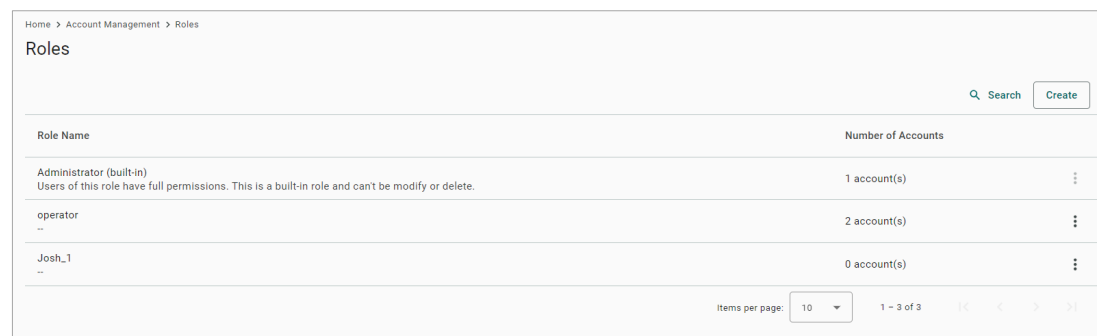 Home > Account Management > Roles
Roles
Search Create
Role Name Number of Accounts
Administrator (built-in)
Users of this role have full permissions. This is a built-in role and can't be modify or delete.
1 account(s)
operator
--
2 account(s)
Josh_1
--
0 account(s)
Items per page: 10 1 – 3 of 3